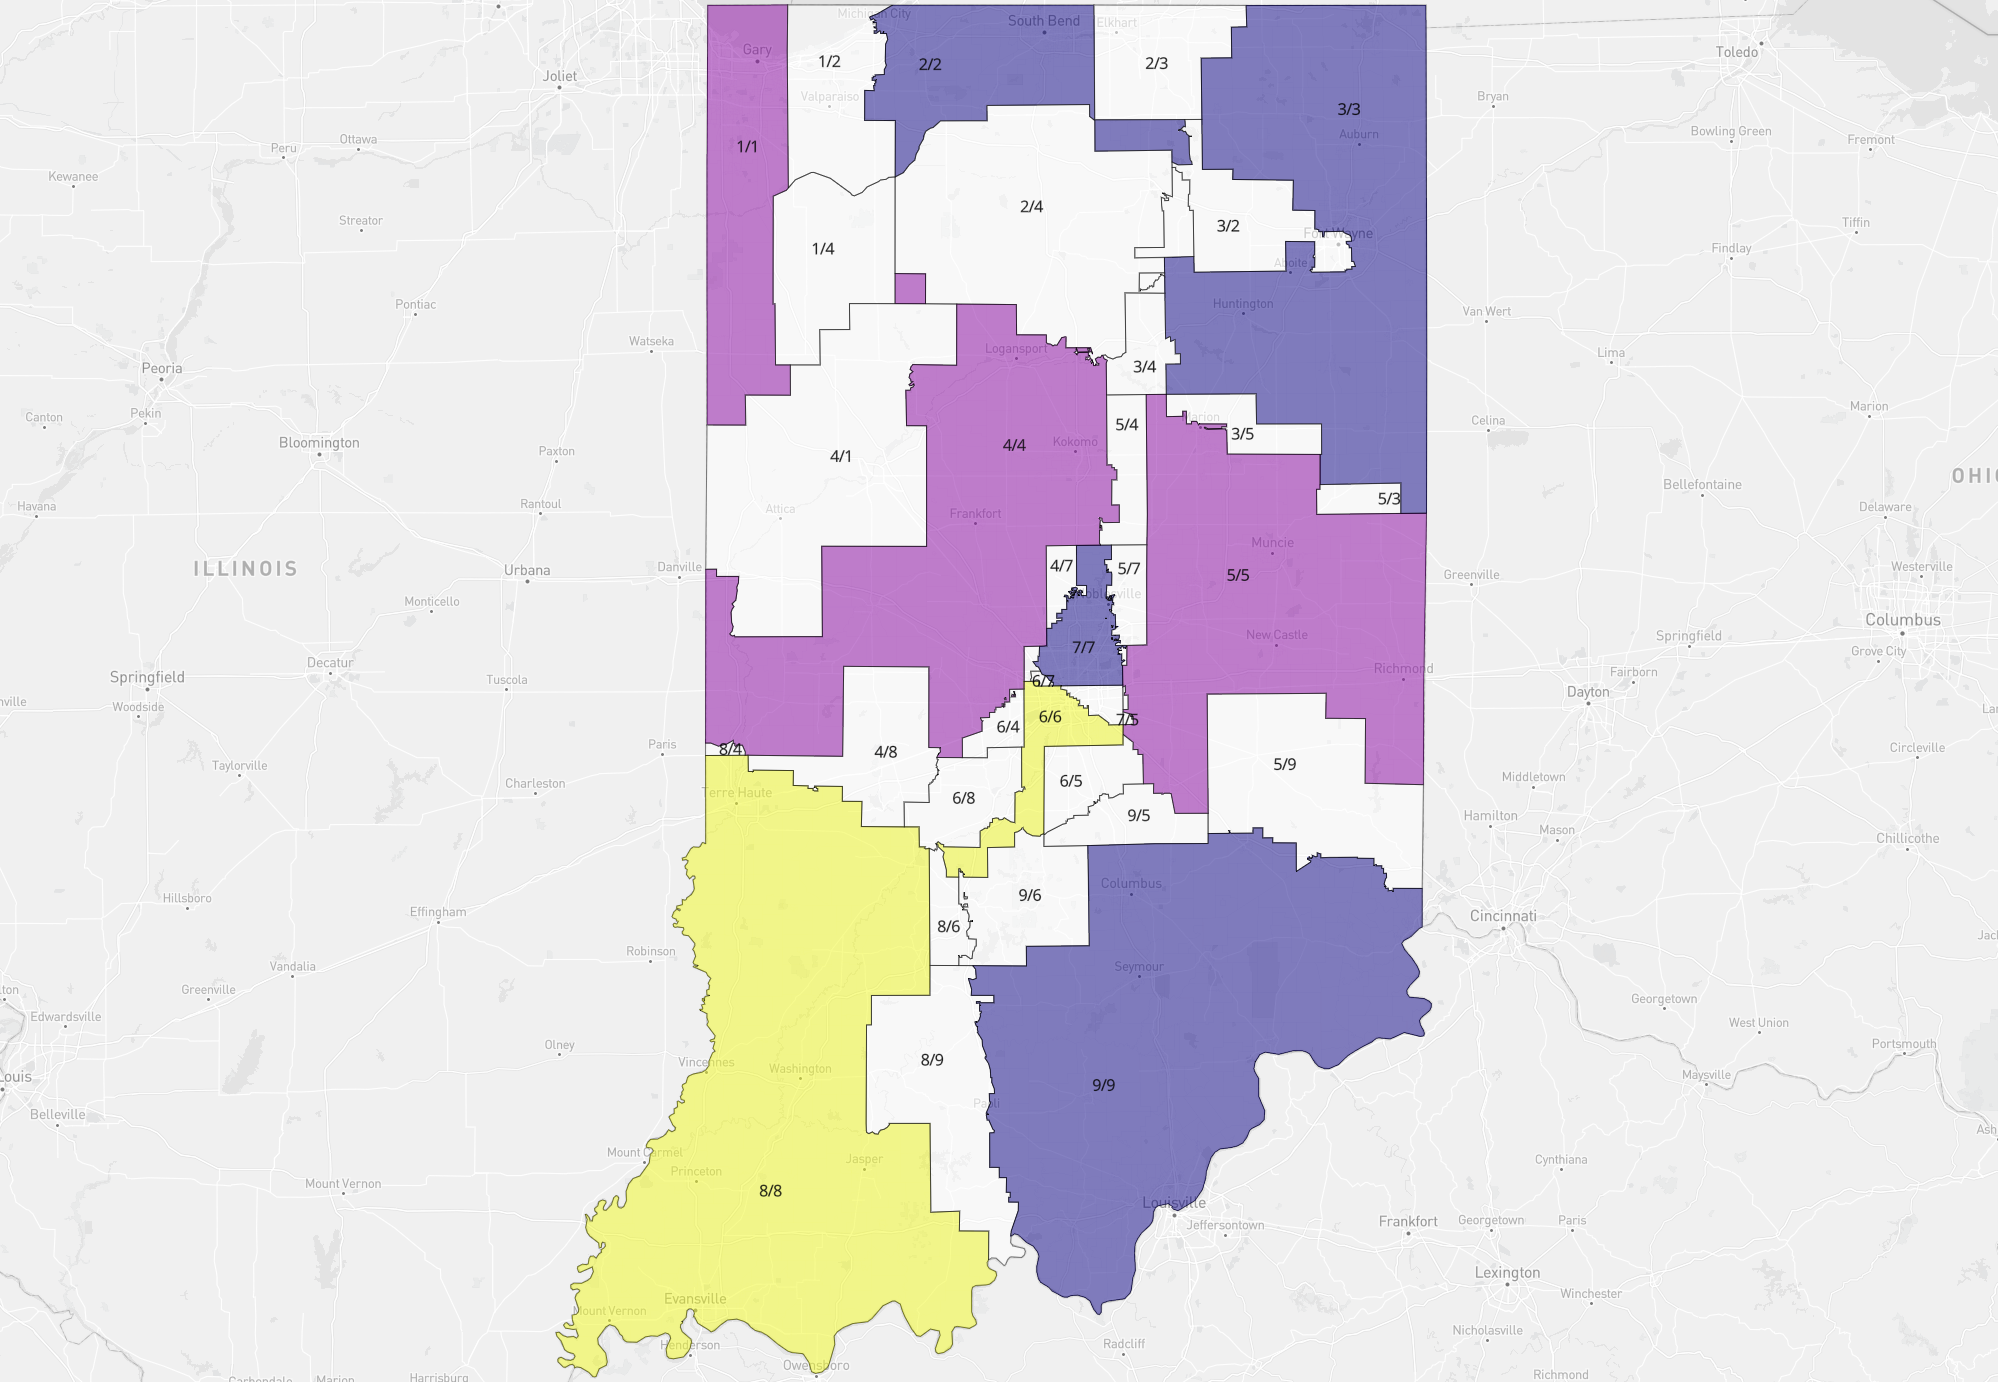 Michigan City
South Bend
Elkhart
Toledo
Gary
1/2
2/2
2/3
Joliet
Valparaiso
Bryan
3/3
Bowling Green
Auburn
Fremont
Ottawa
Peru
1/1
Kewanee
2/4
Streator
3/2
Tiffin
Fort Wayne
1/4
Findlay
Pontiac
Huntington
Van Wert
Watseka
Logansport
Lima
Peoria
3/4
Pekin
Canton
Marion
Marion
5/4
Celina
Bloomington
3/5
Kokomo
4/4
Paxton
4/1
OHIO
Bellefontaine
5/3
Havana
Rantoul
Attica
Frankfort
Delaware
Muncie
ILLINOIS
Urbana
Danville
4/7
5/7
5/5
Westerville
Greenville
Noblesville
Monticello
Columbus
New Castle
Springfield
7/7
Grove City
Decatur
Richmond
Springfield
Tuscola
6/7
Fairborn
Dayton
Woodside
6/6
7/5
6/4
8/4
Paris
4/8
Circleville
Taylorville
5/9
Charleston
Middletown
6/5
Terre Haute
6/8
Hamilton
9/5
Mason
Chillicothe
Columbus
9/6
Hillsboro
Effingham
Cincinnati
8/6
Robinson
Vandalia
Seymour
Greenville
Georgetown
Edwardsville
West Union
Olney
Portsmouth
8/9
Vincennes
Washington
9/9
Maysville
Paoli
Belleville
Mount Carmel
Jasper
Cynthiana
Princeton
Mount Vernon
8/8
Louisville
Frankfort
Georgetown
Paris
Jeffersontown
Lexington
Evansville
Winchester
Mount Vernon
Nicholasville
Henderson
Radcliff
Owensboro
Richmond
Carbondale
Marion
Harrisburg